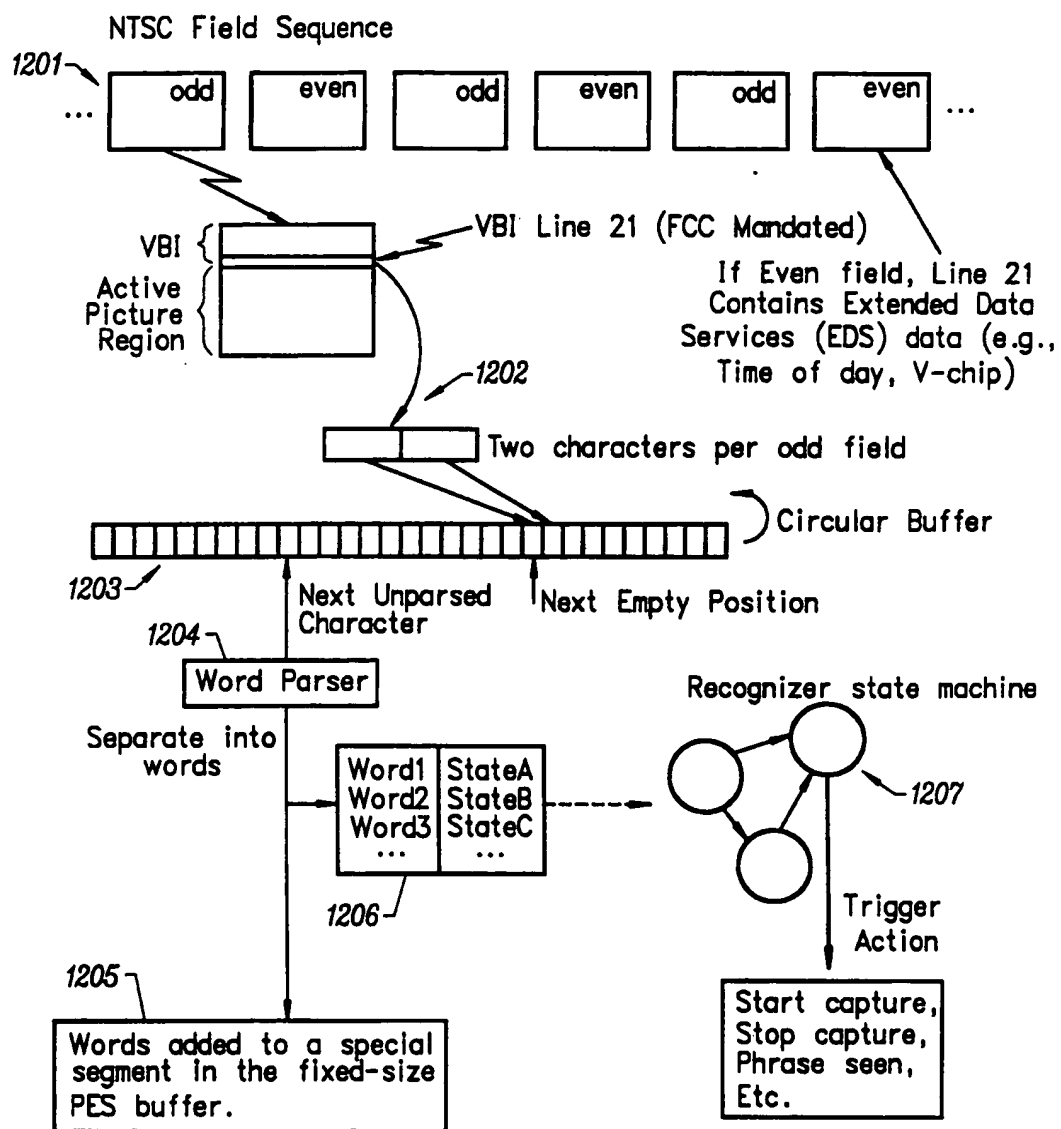 NTSC Field Sequence
1201
... odd even odd even odd even ...
VBI
VBI Line 21 (FCC Mandated)
Active
Picture
Region
If Even field, Line 21
Contains Extended Data
Services (EDS) data (e.g.,
Time of day, V-chip)
1202
Two characters per odd field
Circular Buffer
1203
Next Unparsed
Character
Next Empty Position
1204
Word Parser
Separate into
words
Word1 StateA
Word2 StateB
Word3 StateC
... ...
1206
Recognizer state machine
1207
Trigger
Action
Start capture,
Stop capture,
Phrase seen,
Etc.
1205
Words added to a special
segment in the fixed-size
PES buffer.